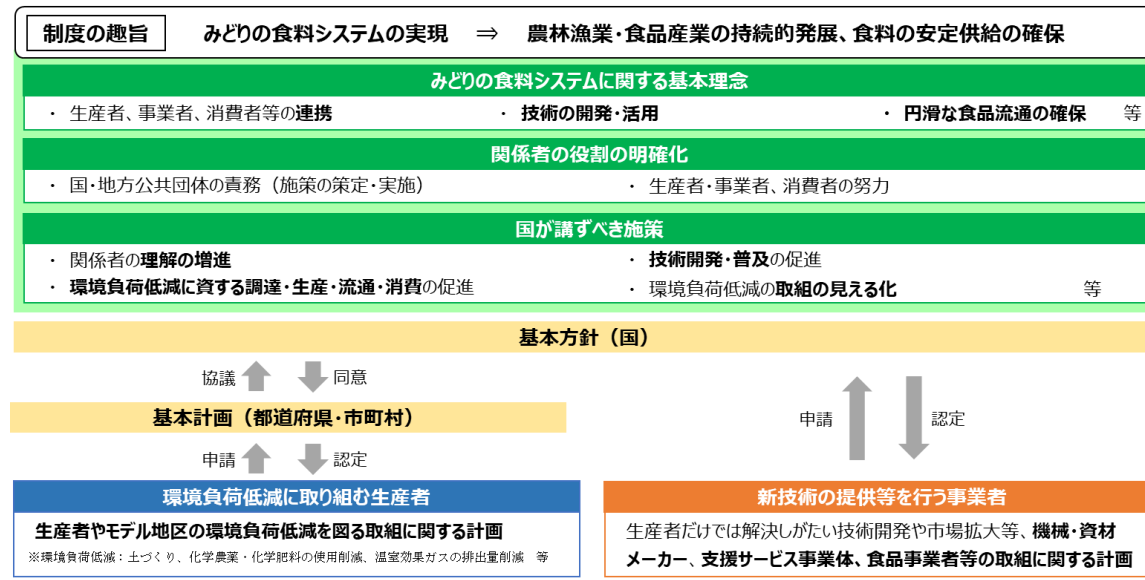 制度の趣旨 みどりの食料システムの実現 ⇒ 農林漁業・食品産業の持続的発展、食料の安定供給の確保
みどりの食料システムに関する基本理念
・ 生産者、事業者、消費者等の連携 ・ 技術の開発・活用 ・ 円滑な食品流通の確保 等
関係者の役割の明確化
・ 国・地方公共団体の責務（施策の策定・実施） ・ 生産者・事業者、消費者の努力
国が講ずべき施策
・ 関係者の理解の増進 ・ 技術開発・普及の促進
・ 環境負荷低減に資する調達・生産・流通・消費の促進 ・ 環境負荷低減の取組の見える化 等
基本方針（国）
協議 同意
基本計画（都道府県・市町村）
申請 認定
申請 認定
環境負荷低減に取り組む生産者
生産者やモデル地区の環境負荷低減を図る取組に関する計画
※環境負荷低減：土づくり、化学農薬・化学肥料の使用削減、温室効果ガスの排出量削減 等
新技術の提供等を行う事業者
生産者だけでは解決しがたい技術開発や市場拡大等、機械・資材
メーカー、支援サービス事業体、食品事業者等の取組に関する計画